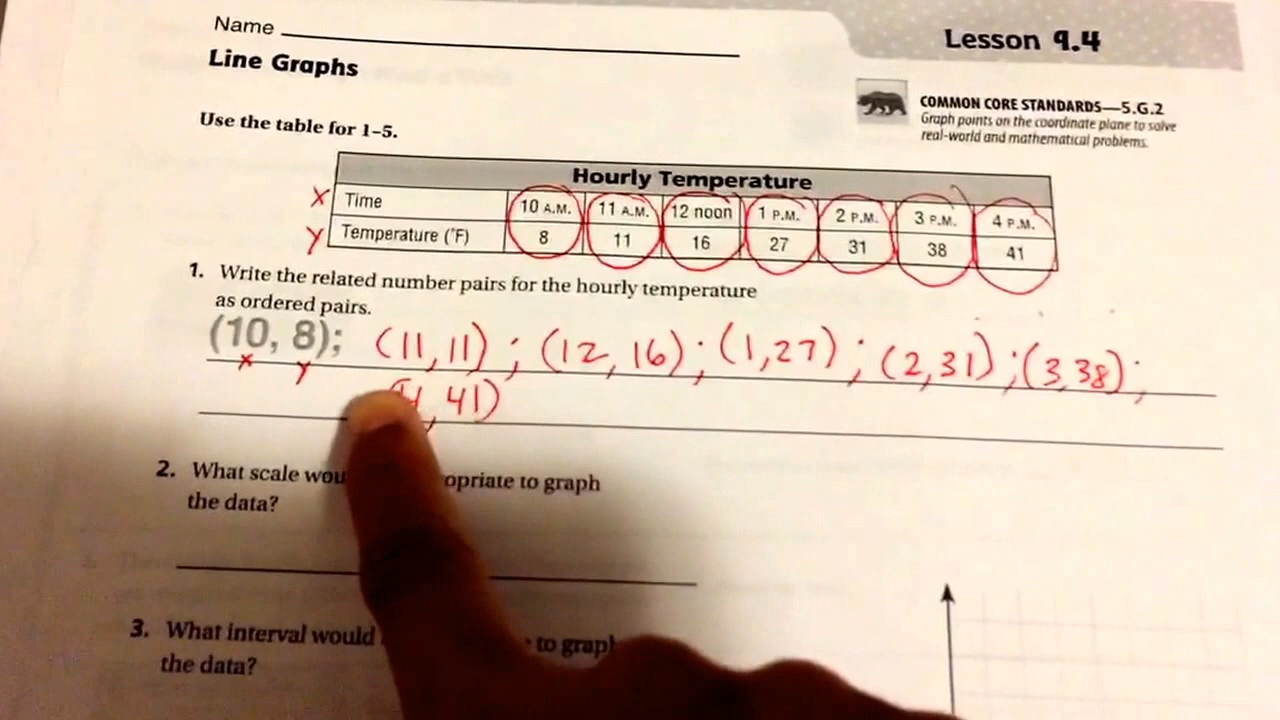 Name
Lesson 9.4
Line Graphs
COMMON CORE STANDARDS—5.G.2
Graph points on the coordinate plane to solve
real-world and mathematical problems.
Use the table for 1–5.
Hourly Temperature
x Time 10 A.M. 11 A.M. 12 noon 1 P.M. 2 P.M. 3 P.M. 4 P.M.
y Temperature (°F) 8 11 16 27 31 38 41
1. Write the related number pairs for the hourly temperature
as ordered pairs.
(10, 8); (11,11) ; (12,16) ; (1,27) ; (2,31) ; (3,38) ;
x y
, 41)
2. What scale opriate to graph
the data?
3. What interval would to graph
the data?